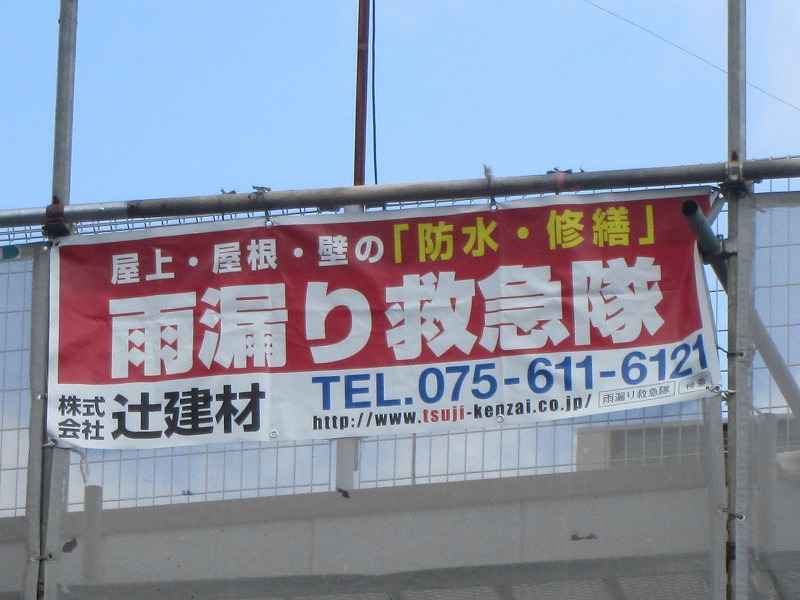 屋上・屋根・壁の「防水・修繕」
雨漏り救急隊
株式会社 辻建材
TEL.075-611-6121
http://www.tsuji-kenzai.co.jp/ 雨漏り救急隊 検索